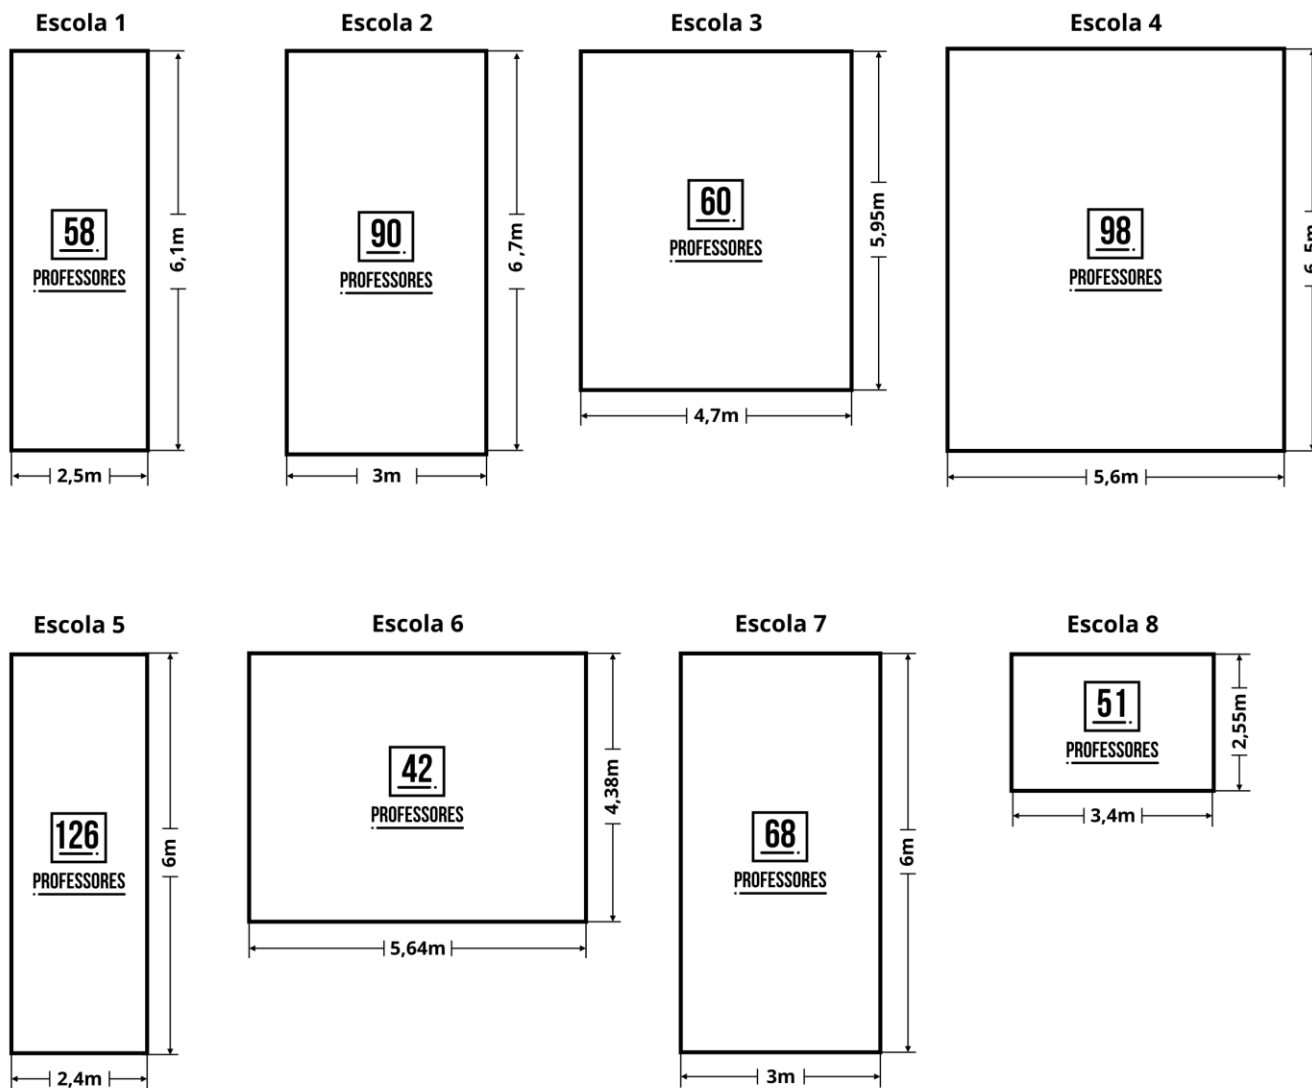 Escola 1
Escola 2
Escola 3
Escola 4
58
PROFESSORES
6,1m
2,5m
90
PROFESSORES
6 ,7m
3m
60
PROFESSORES
5,95m
4,7m
98
PROFESSORES
5,6m
Escola 5
Escola 6
Escola 7
Escola 8
126
PROFESSORES
6m
2,4m
42
PROFESSORES
4,38m
5,64m
68
PROFESSORES
6m
3m
51
PROFESSORES
2,55m
3,4m